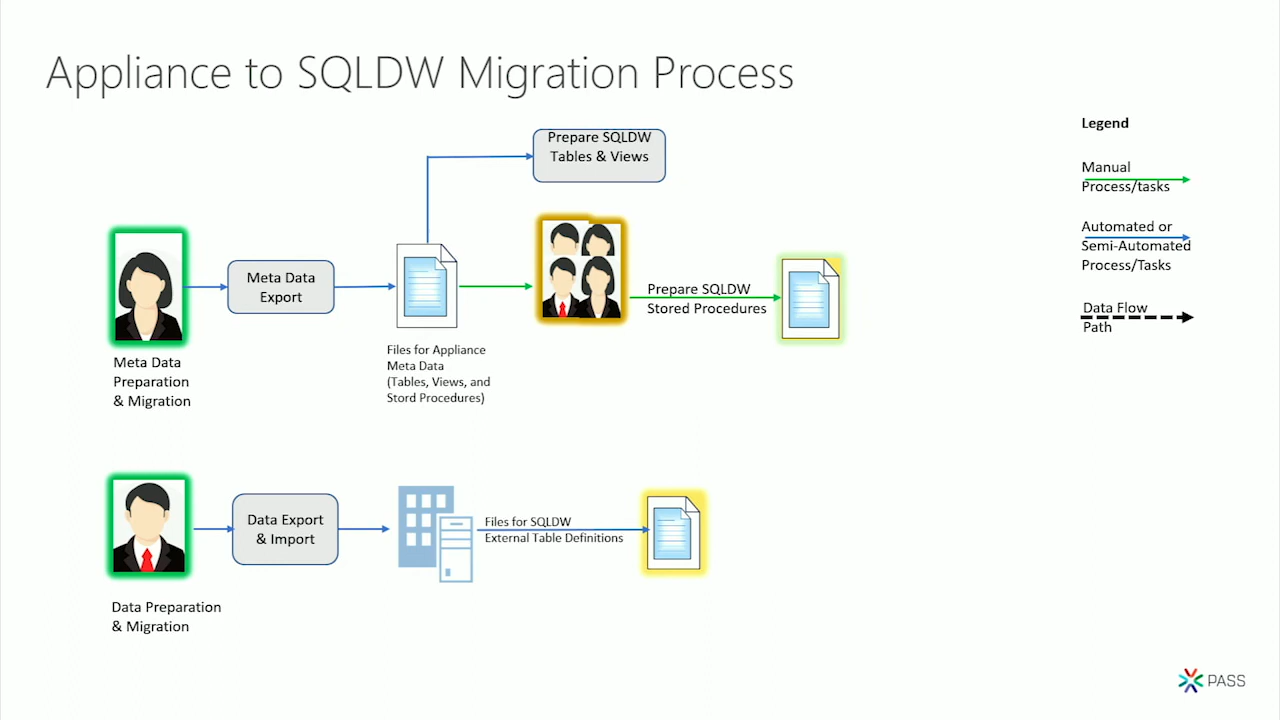 Appliance to SQLDW Migration Process
Prepare SQLDW
Tables & Views
Legend
Manual
Process/tasks
Automated or
Semi-Automated
Process/Tasks
Data Flow
Path
Meta Data
Export
Prepare SQLDW
Stored Procedures
Files for Appliance
Meta Data
(Tables, Views, and
Stord Procedures)
Meta Data
Preparation
& Migration
Data Export
& Import
Files for SQLDW
External Table Definitions
Data Preparation
& Migration
PASS